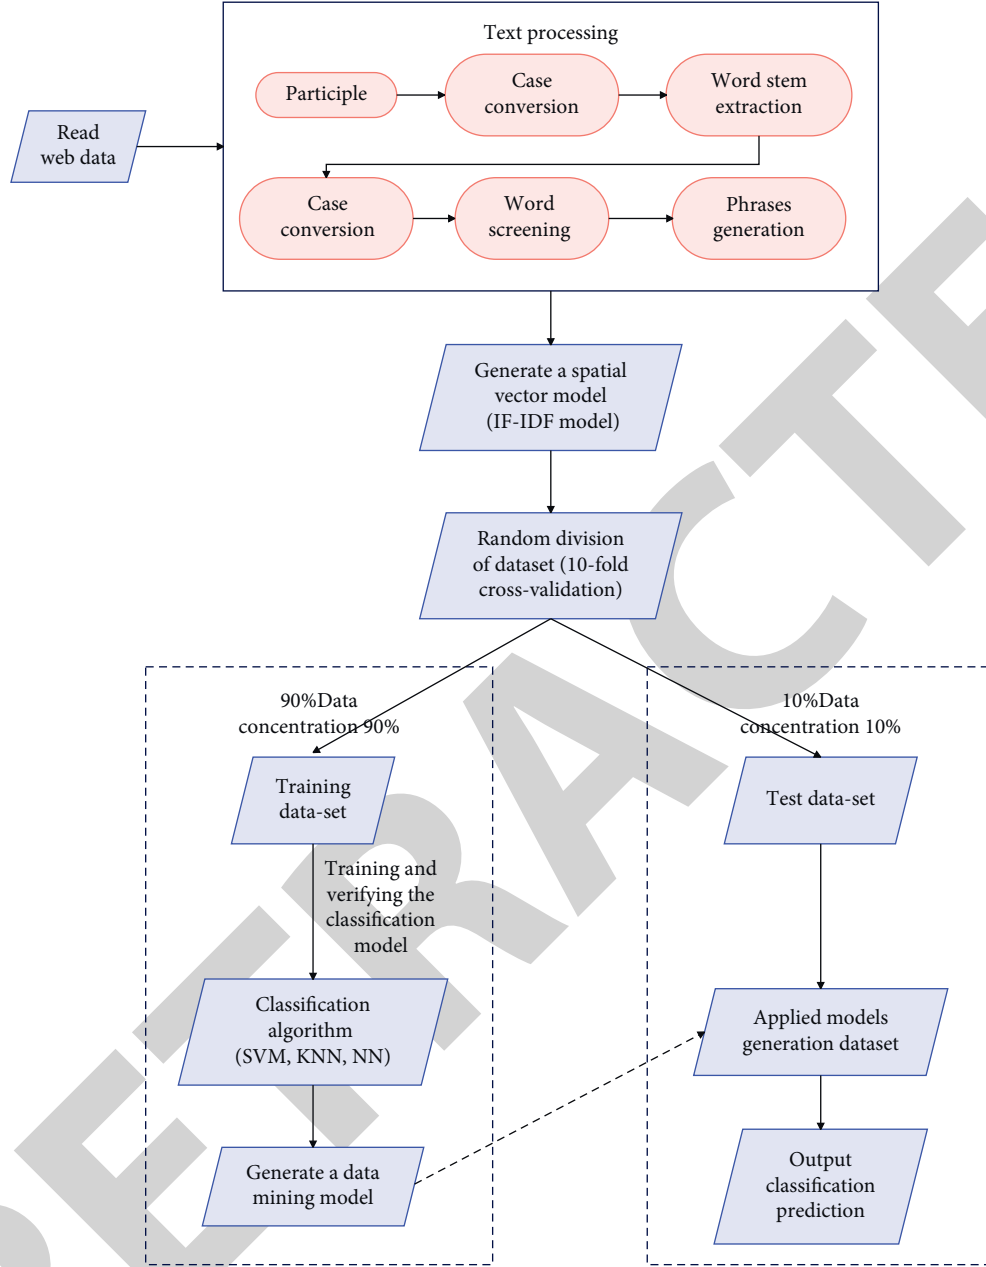 Text processing
Participle
Case
conversion
Word stem
extraction
Read
web data
Case
conversion
Word
screening
Phrases
generation
Generate a spatial
vector model
(IF-IDF model)
Random division
of dataset (10-fold
cross-validation)
90%Data
concentration 90%
10%Data
concentration 10%
Training
data-set
Test data-set
Training and
verifying the
classification
model
Classification
algorithm
(SVM, KNN, NN)
Applied models
generation dataset
Generate a data
mining model
Output
classification
prediction
RETRACTE